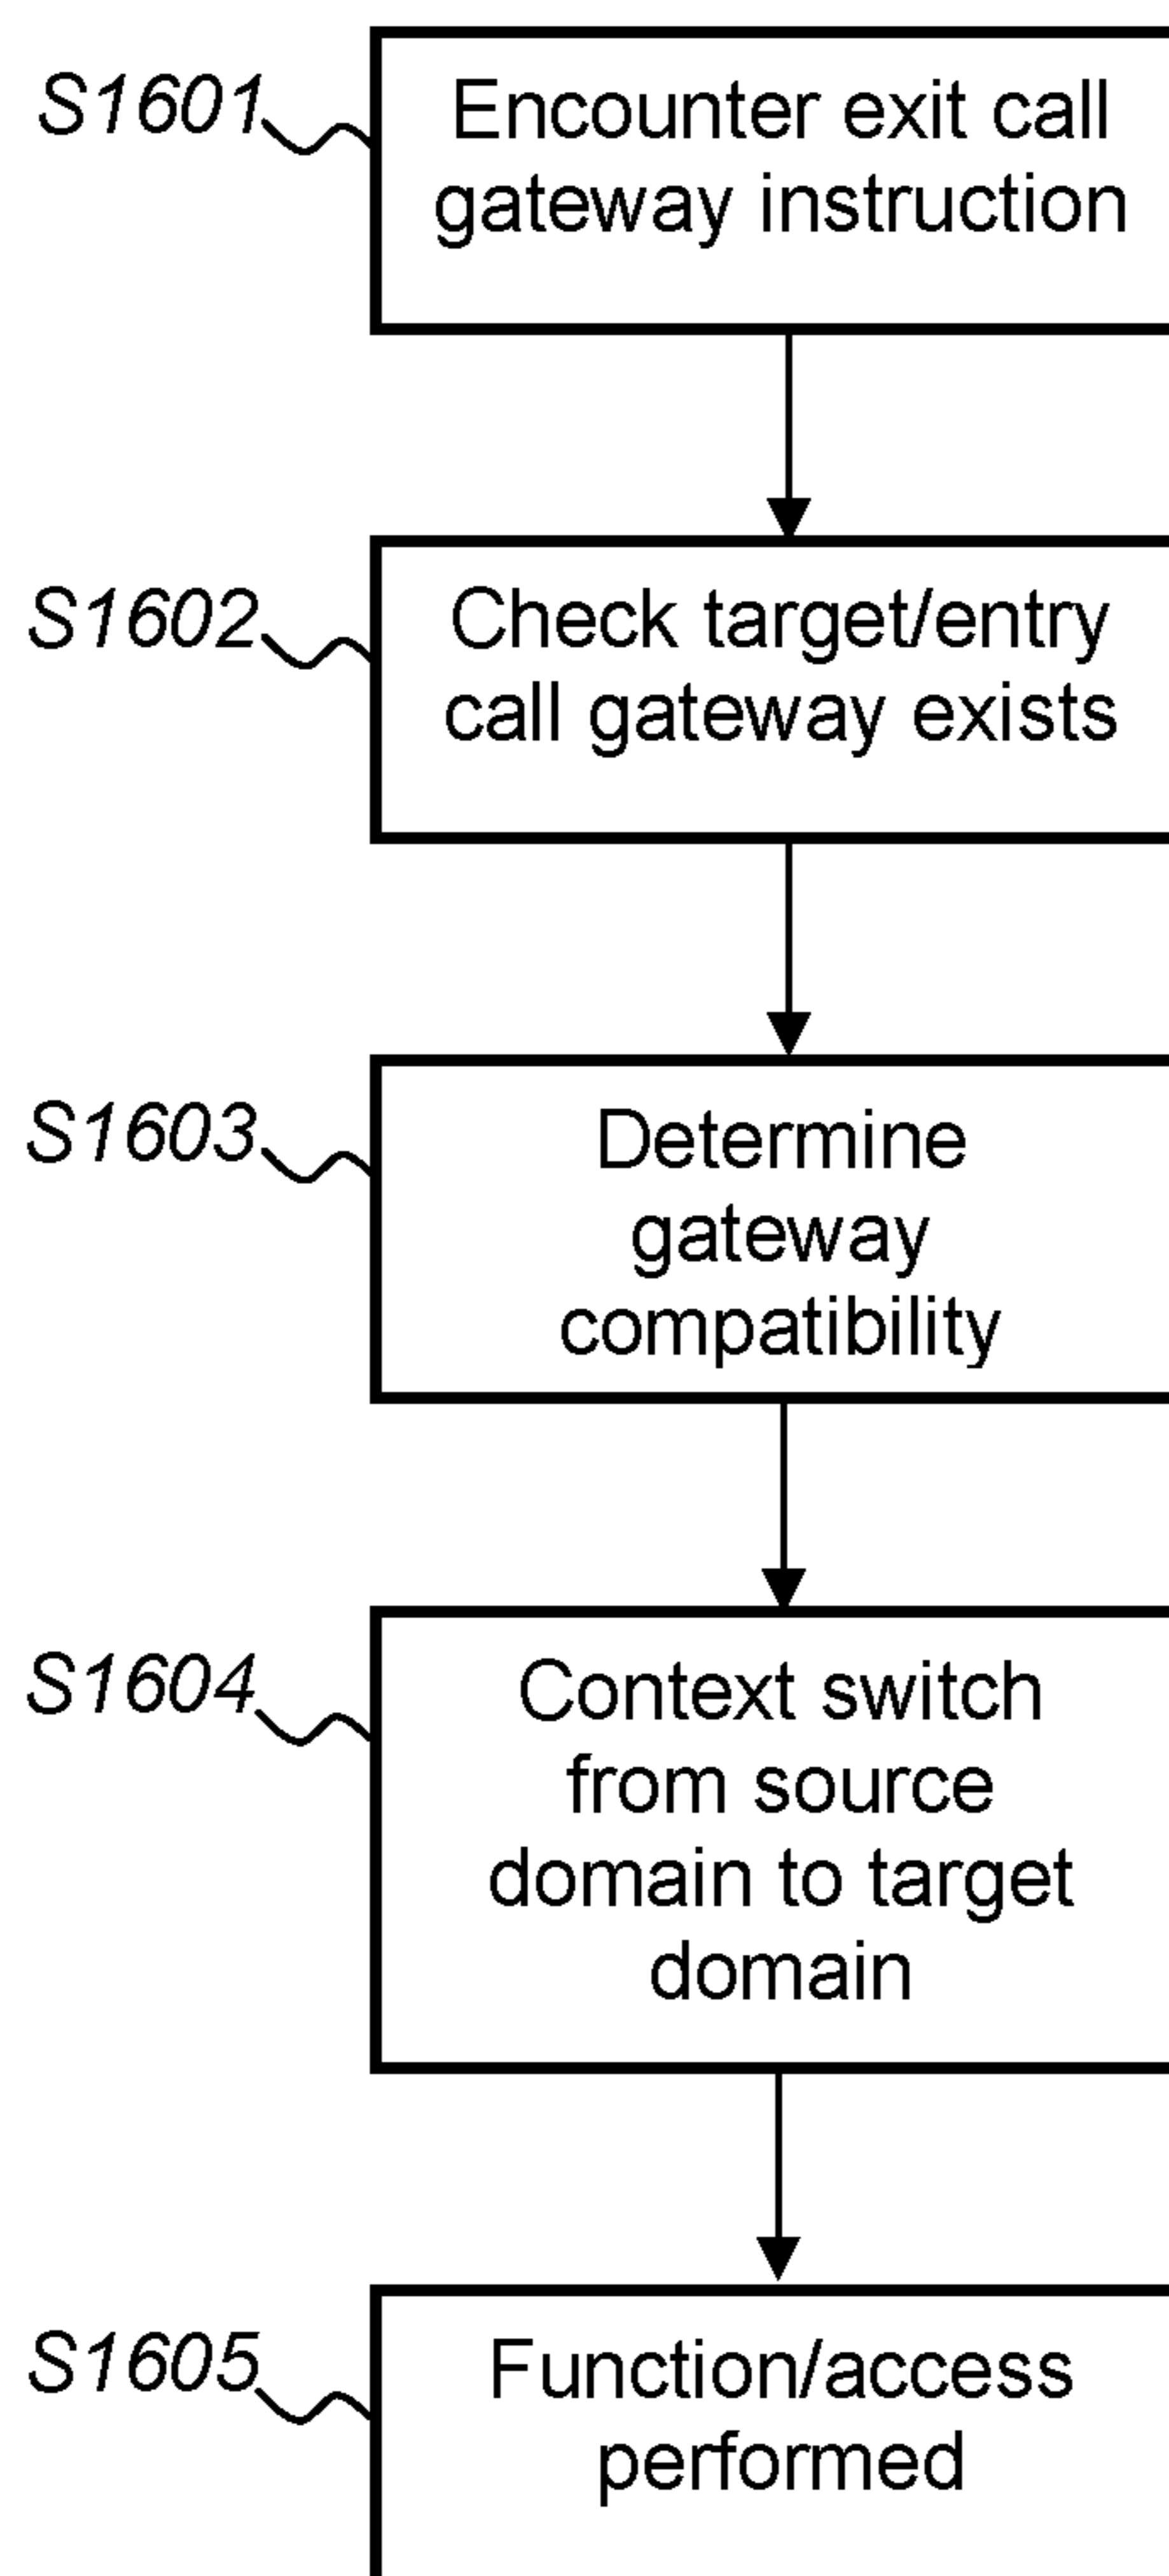 S1601
Encounter exit call
gateway instruction
S1602
Check target/entry
call gateway exists
S1603
Determine
gateway
compatibility
S1604
Context switch
from source
domain to target
domain
S1605
Function/access
performed